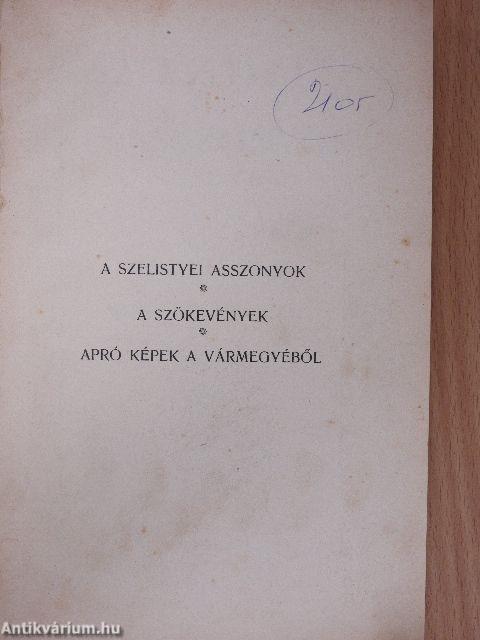 2105
A SZELISTYEI ASSZONYOK
A SZÖKEVÉNYEK
APRÓ KÉPEK A VÁRMEGYÉBŐL
Antikvárium.hu